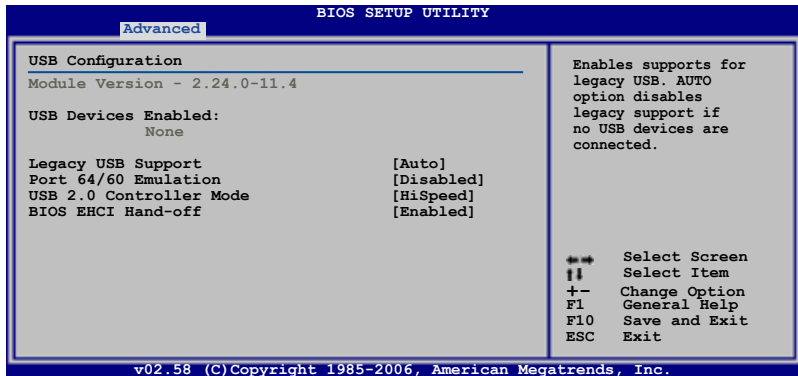 BIOS SETUP UTILITY
Advanced
USB Configuration
Module Version - 2.24.0-11.4
USB Devices Enabled:
None
Legacy USB Support [Auto]
Port 64/60 Emulation [Disabled]
USB 2.0 Controller Mode [HiSpeed]
BIOS EHCI Hand-off [Enabled]
Enables supports for
legacy USB. AUTO
option disables
legacy support if
no USB devices are
connected.
Select Screen
Select Item
+- Change Option
F1 General Help
F10 Save and Exit
ESC Exit
v02.58 (C)Copyright 1985-2006, American Megatrends, Inc.